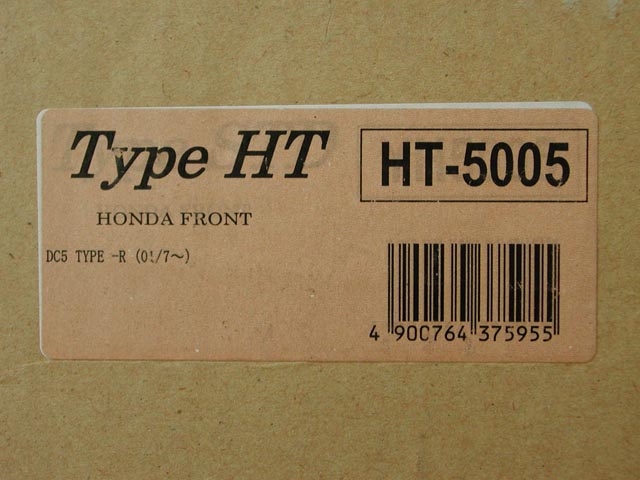 Type HT
HT-5005
HONDA FRONT
DC5 TYPE -R (01/7～)
4 900764 375955